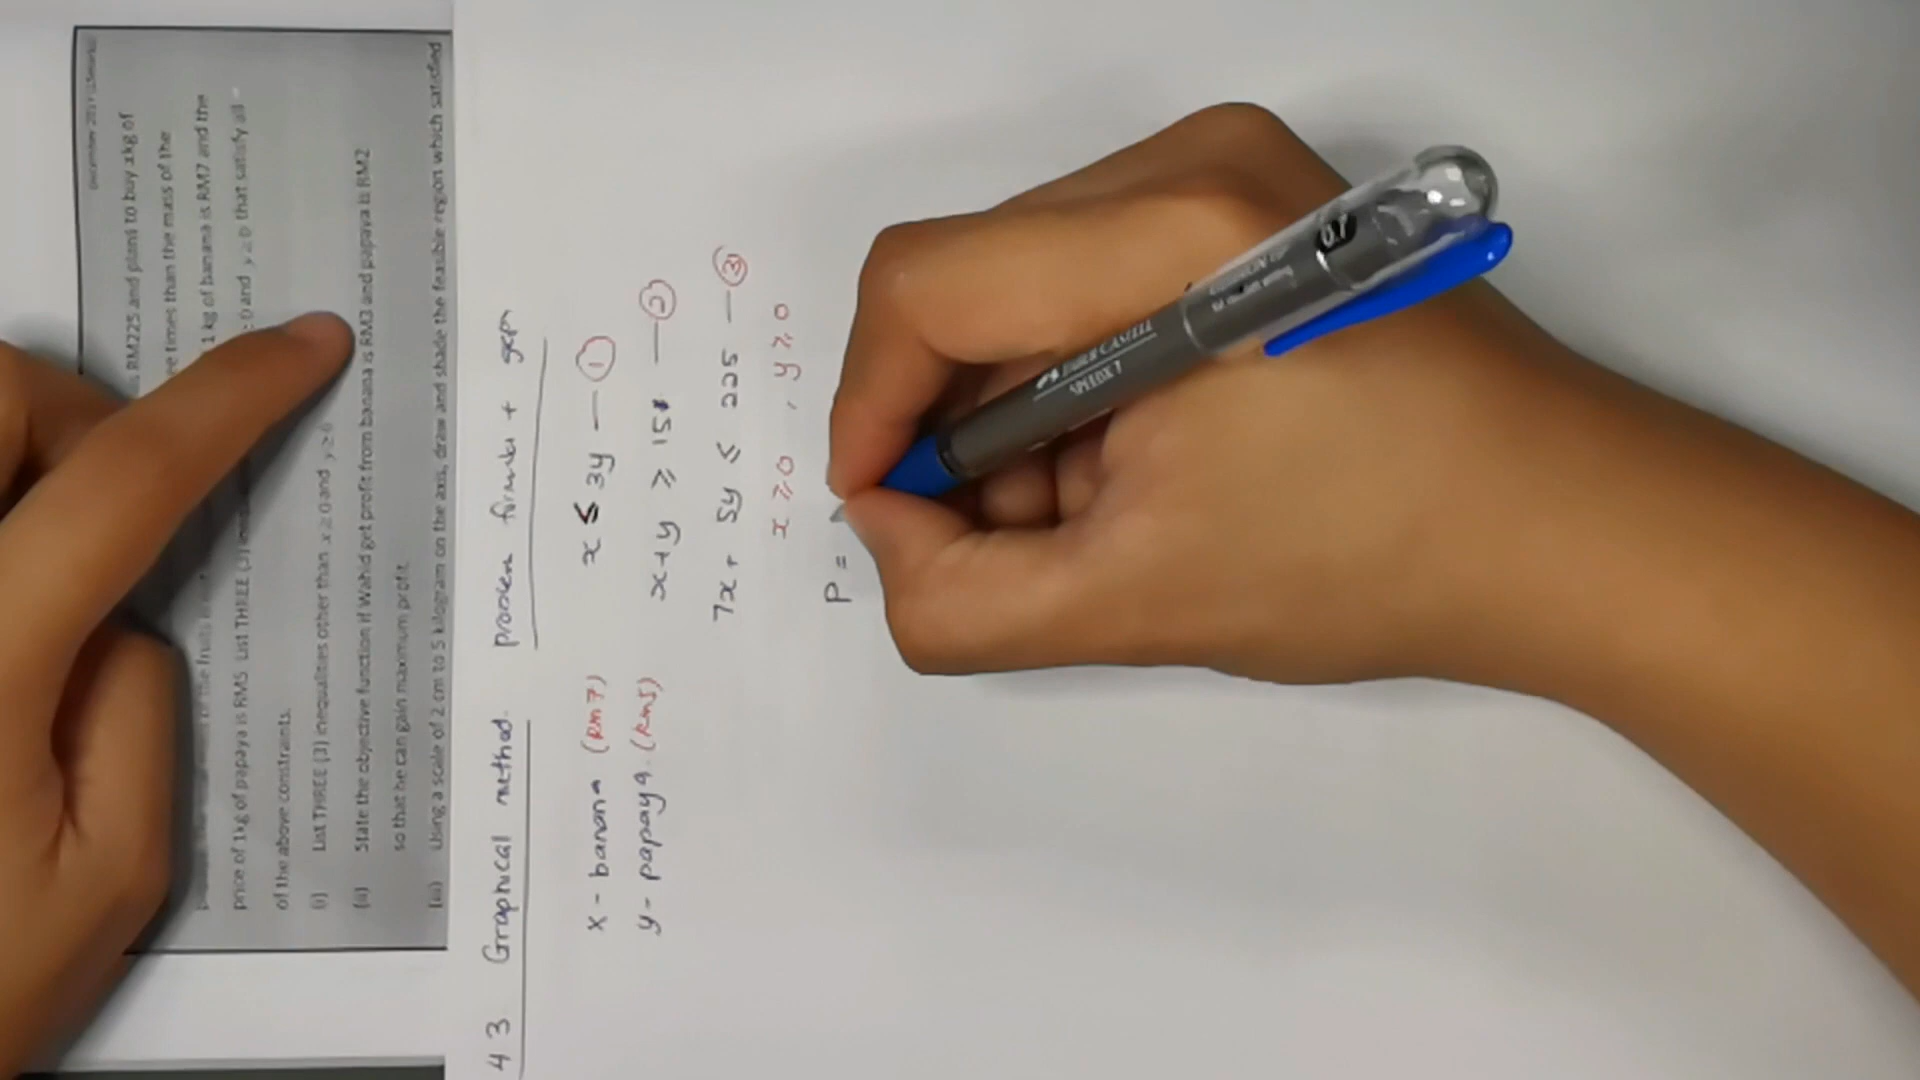 December 2017
RM225 and plans to buy xkg of
ee times than the mass of the
1 kg of banana is RM7 and the
price of 1kg of papaya is RM5 List THREE (3) 0 and y ≥ 0 that satisfy all
of the above constraints.
(i) List THREE (3) inequalities other than x ≥ 0 and y ≥ 0
(ii) State the objective function if Wahid get profit from banana is RM3 and papaya is RM2
so that he can gain maximum profit.
(iii) Using a scale of 2 cm to 5 kilogram on the axis, draw and shade the feasible region which satisfied
43 Graphical method. +
x - banana (RM7)
y - papaya. (RM5)
x ≤ 3y — ①
x + y ≥ 15 — ②
7x + 5y ≤ 225 — ③
x ≥ 0 , y ≥ 0
P =
FABER-CASTELL
SPEEDX 7
0.7